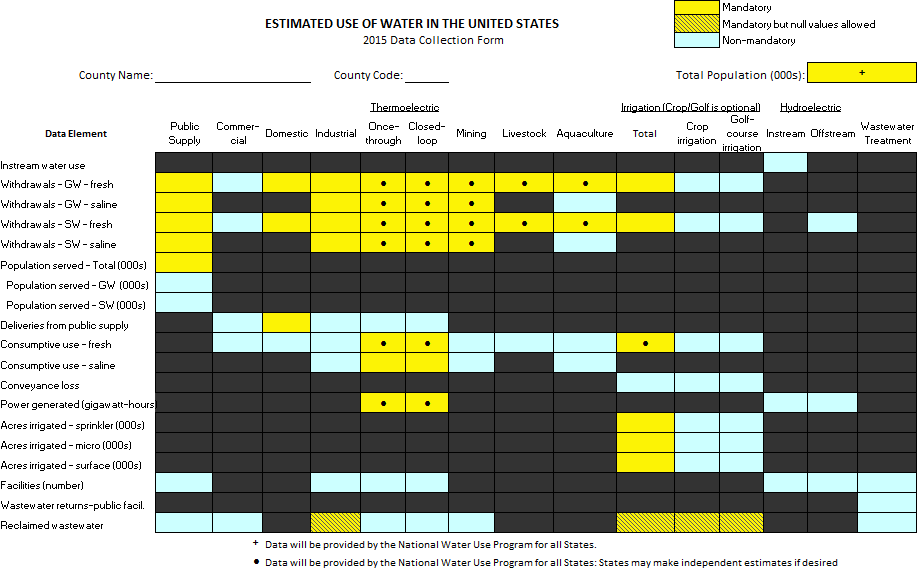 Mandatory
ESTIMATED USE OF WATER IN THE UNITED STATES
Mandatory but null values allowed
2015 Data Collection Form
Non-mandatory
County Name: County Code: Total Population (000s): +
Thermoelectric Irrigation (Crop/Golf is optional) Hydroelectric
Data Element Public Supply Commer-cial Domestic Industrial Once-through Closed-loop Mining Livestock Aquaculture Total Crop irrigation Golf-course irrigation Instream Offstream Wastewater Treatment
Instream water use
Withdrawals - GW - fresh • • • • •
Withdrawals - GW - saline • • •
Withdrawals - SW - fresh • • • • •
Withdrawals - SW - saline • • •
Population served - Total (000s)
Population served - GW (000s)
Population served - SW (000s)
Deliveries from public supply
Consumptive use - fresh • • •
Consumptive use - saline
Conveyance loss
Power generated (gigawatt-hours) • •
Acres irrigated - sprinkler (000s)
Acres irrigated - micro (000s)
Acres irrigated - surface (000s)
Facilities (number)
Wastewater returns-public facil.
Reclaimed wastewater
+ Data will be provided by the National Water Use Program for all States.
• Data will be provided by the National Water Use Program for all States: States may make independent estimates if desired